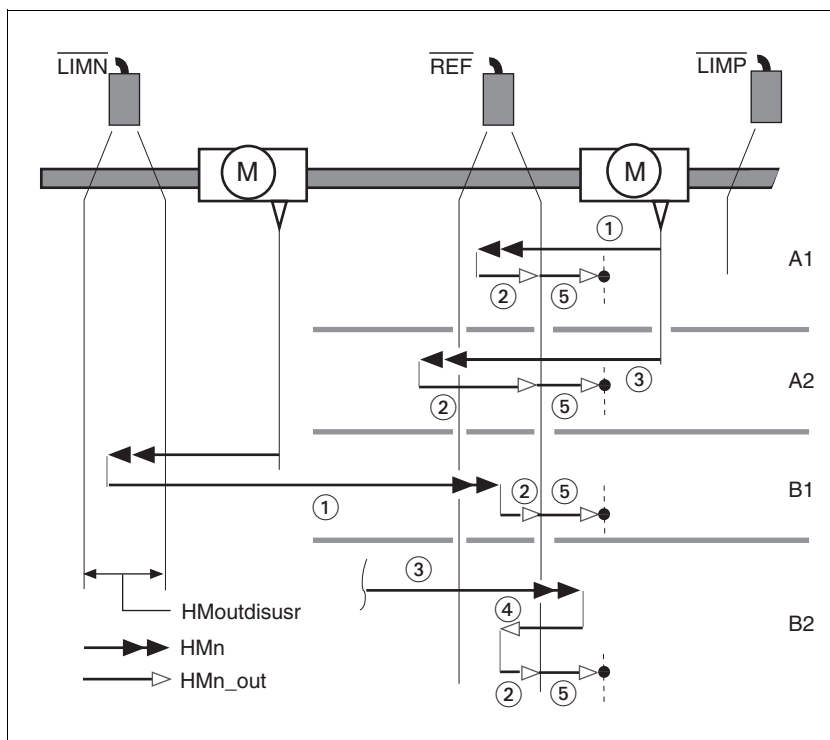 LIMN REF LIMP
M M
1
A1
2 5
3
A2
2 5
2 5
B1
1
3
HMoutdisusr
4
B2
HMn
HMn_out
2 5